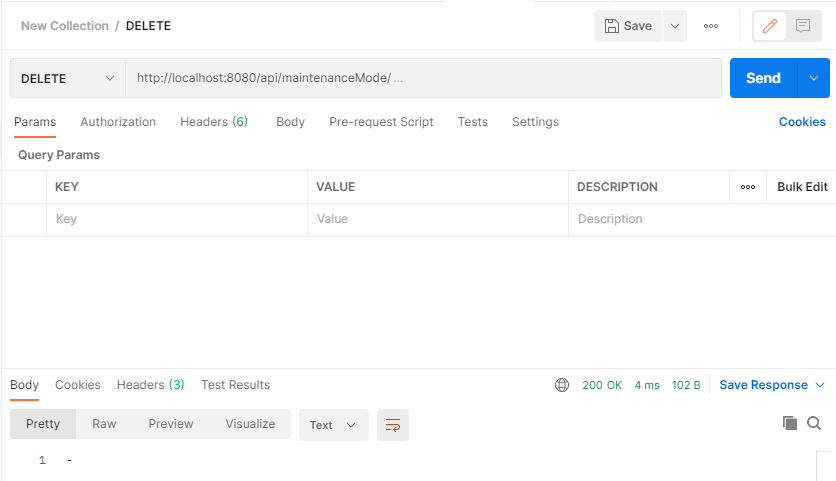 New Collection / DELETE
Save
DELETE
http://localhost:8080/api/maintenanceMode/ ...
Send
Params Authorization Headers (6) Body Pre-request Script Tests Settings Cookies
Query Params
KEY VALUE DESCRIPTION Bulk Edit
Key Value Description
Body Cookies Headers (3) Test Results 200 OK 4 ms 102 B Save Response
Pretty Raw Preview Visualize Text
1 -